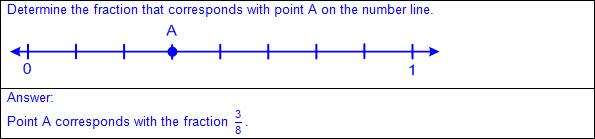 Determine the fraction that corresponds with point A on the number line.
A
0 1
Answer:
Point A corresponds with the fraction 3/8.